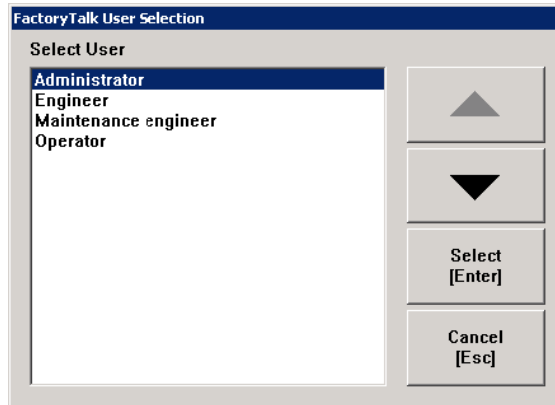 FactoryTalk User Selection
Select User
Administrator
Engineer
Maintenance engineer
Operator
Select
[Enter]
Cancel
[Esc]